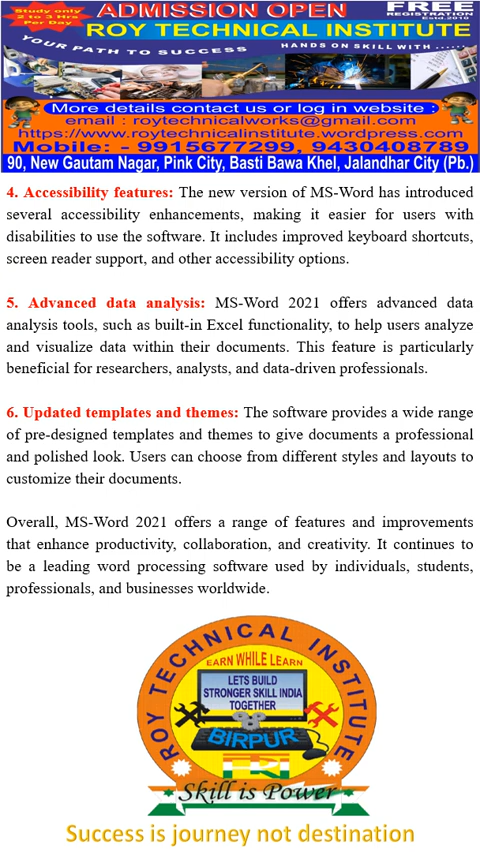 Study only
2 to 3 Hrs
Per Day
ADMISSION OPEN
FREE
REGISTRATION
Estd.2010
ROY TECHNICAL INSTITUTE
YOUR PATH TO SUCCESS
HANDS ON SKILL WITH ......
More details contact us or log in website :
email : roytechnicalworks@gmail.com
https://www.roytechnicalinstitute.wordpress.com
Mobile: - 9915677299, 9430408789
90, New Gautam Nagar, Pink City, Basti Bawa Khel, Jalandhar City (Pb.)
4. Accessibility features: The new version of MS-Word has introduced
several accessibility enhancements, making it easier for users with
disabilities to use the software. It includes improved keyboard shortcuts,
screen reader support, and other accessibility options.
5. Advanced data analysis: MS-Word 2021 offers advanced data
analysis tools, such as built-in Excel functionality, to help users analyze
and visualize data within their documents. This feature is particularly
beneficial for researchers, analysts, and data-driven professionals.
6. Updated templates and themes: The software provides a wide range
of pre-designed templates and themes to give documents a professional
and polished look. Users can choose from different styles and layouts to
customize their documents.
Overall, MS-Word 2021 offers a range of features and improvements
that enhance productivity, collaboration, and creativity. It continues to
be a leading word processing software used by individuals, students,
professionals, and businesses worldwide.
ROY TECHNICAL INSTITUTE
EARN WHILE LEARN
LETS BUILD
STRONGER SKILL INDIA
TOGETHER
BIRPUR
Skill is Power
Success is journey not destination